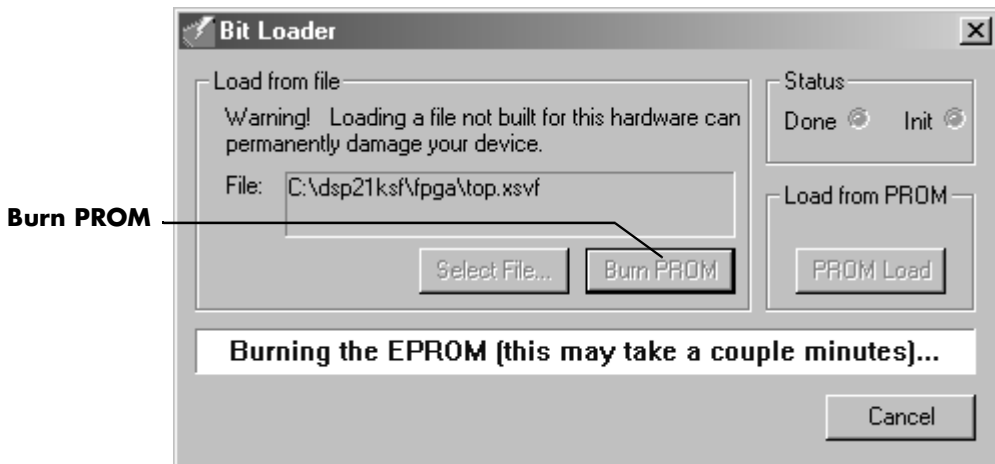 Bit Loader
Load from file
Warning! Loading a file not built for this hardware can
permanently damage your device.
File: C:\dsp21ksf\fpga\top.xsvf
Select File...
Burn PROM
Status
Done
Init
Load from PROM
PROM Load
Burn PROM
Burning the EPROM (this may take a couple minutes)...
Cancel